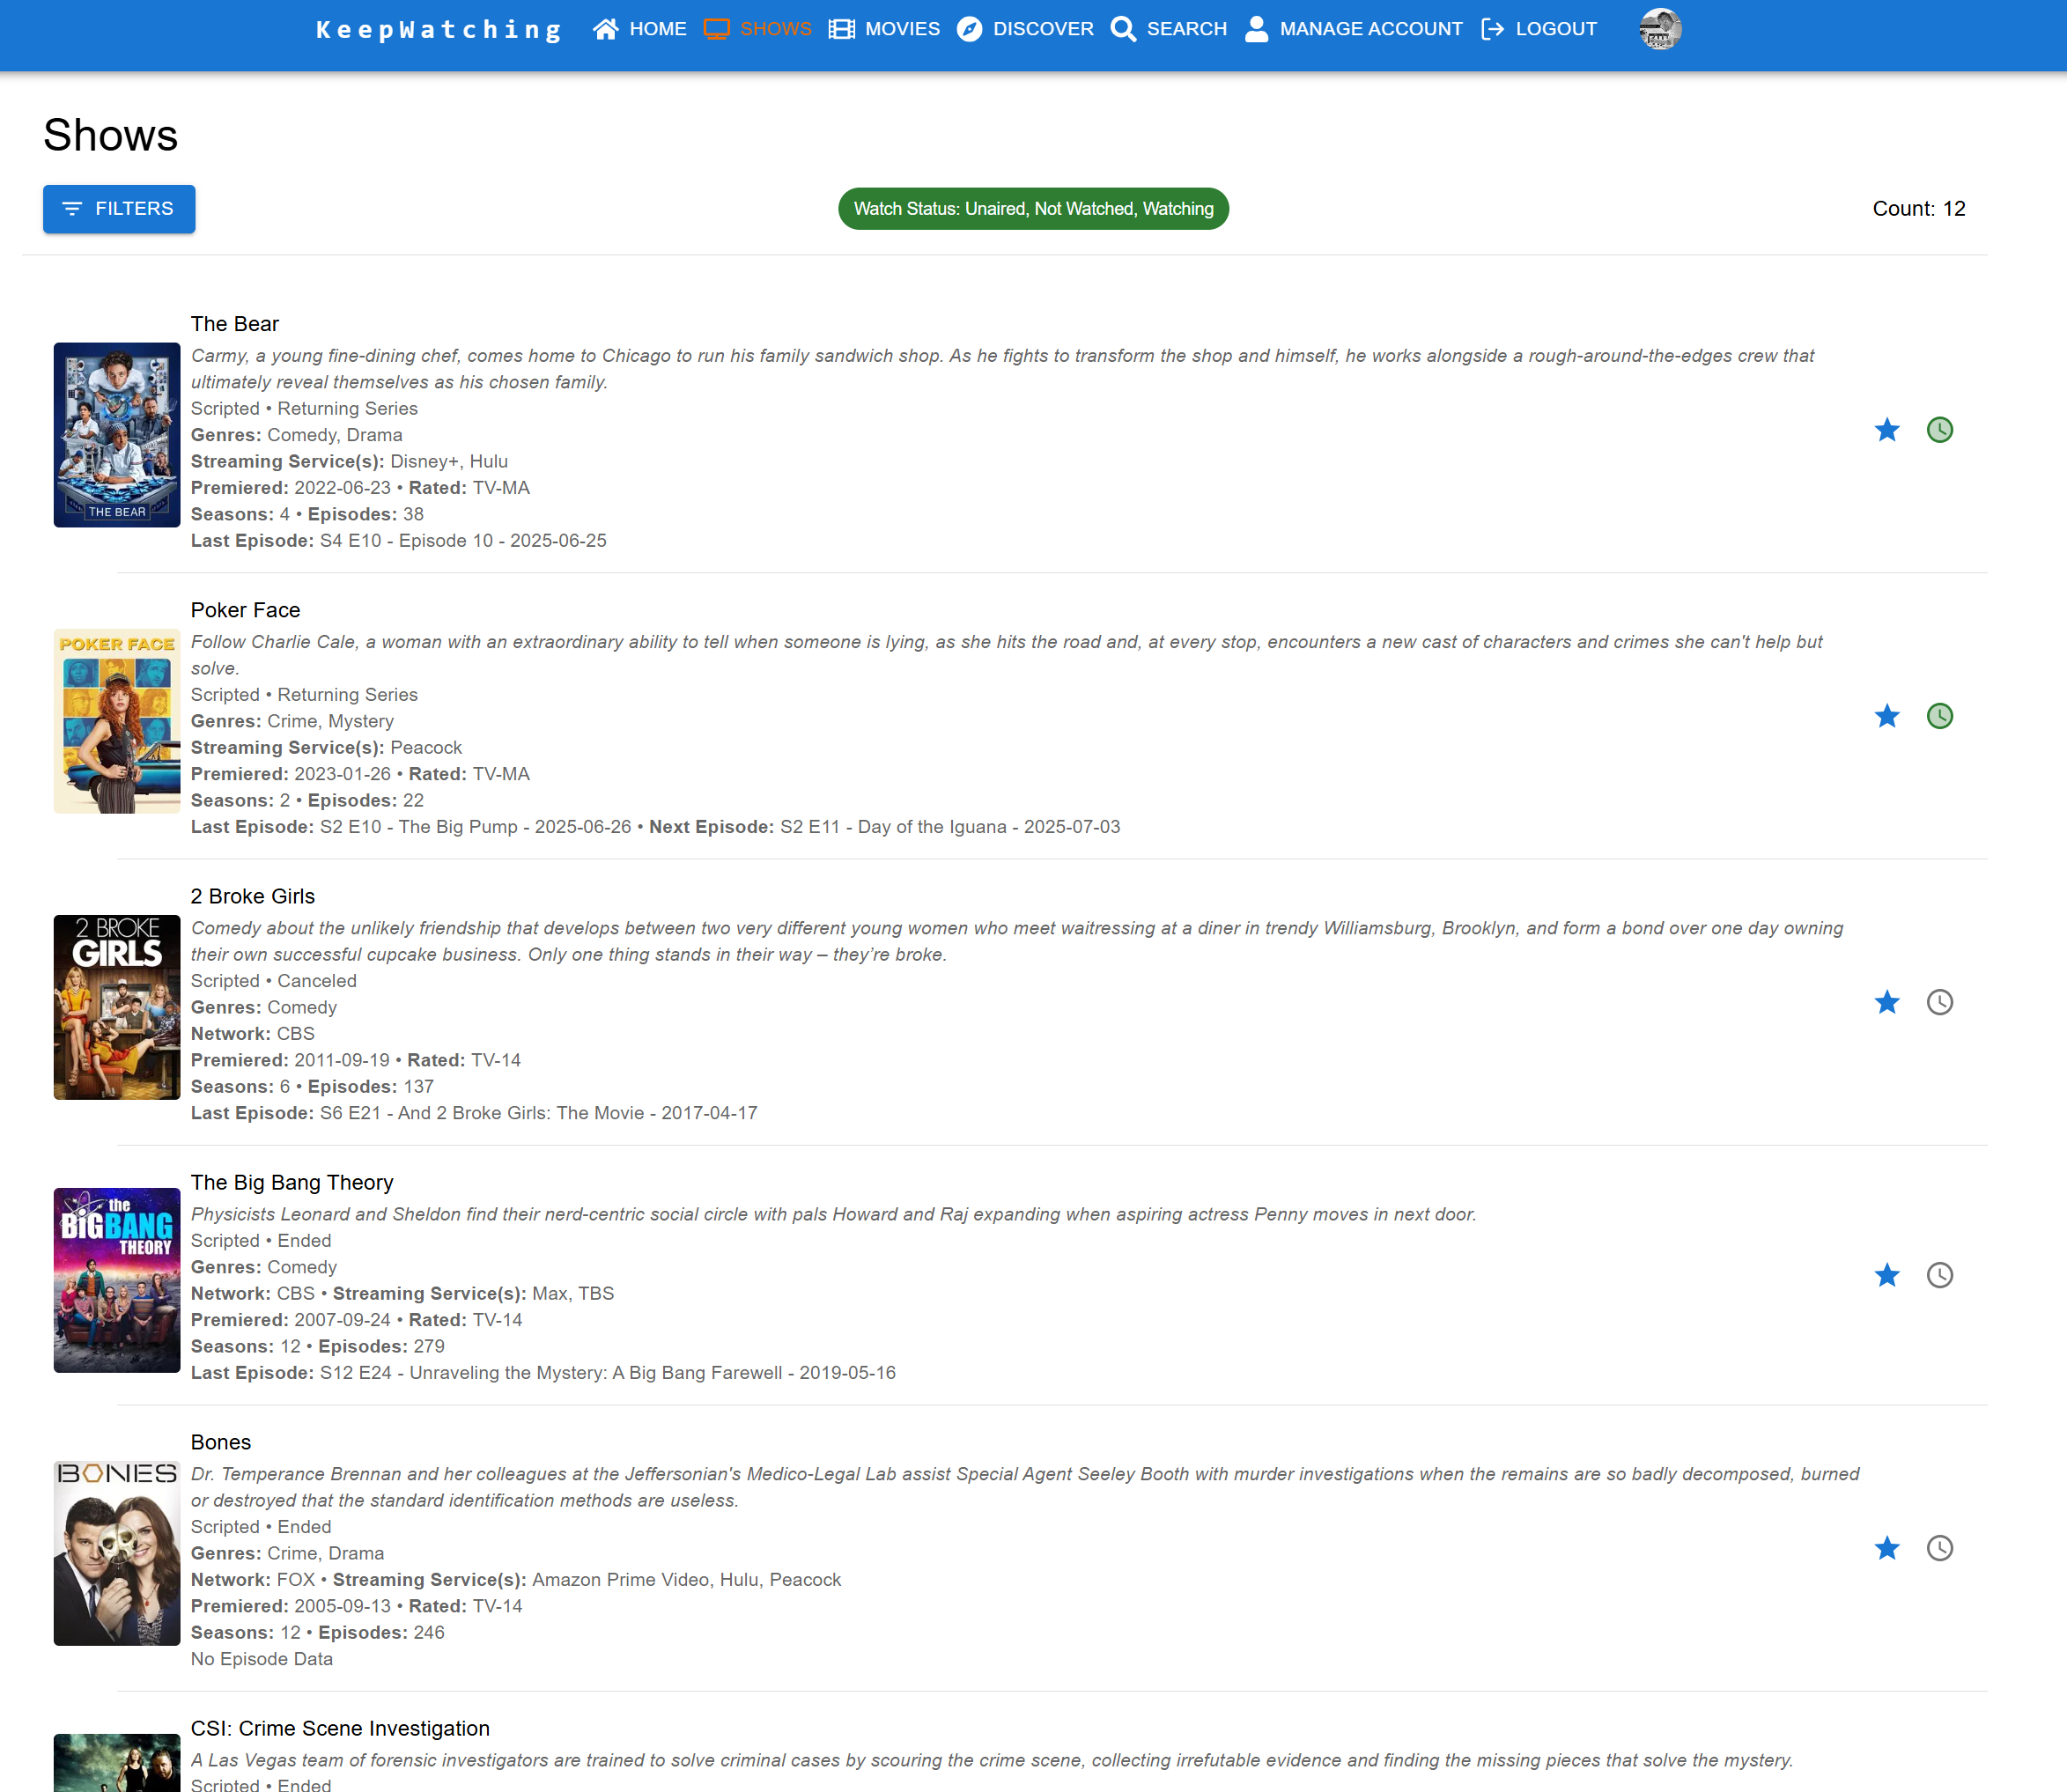 KeepWatching HOME SHOWS MOVIES DISCOVER SEARCH MANAGE ACCOUNT LOGOUT
Shows
FILTERS
Watch Status: Unaired, Not Watched, Watching
Count: 12
The Bear
Carmy, a young fine-dining chef, comes home to Chicago to run his family sandwich shop. As he fights to transform the shop and himself, he works alongside a rough-around-the-edges crew that
ultimately reveal themselves as his chosen family.
Scripted • Returning Series
Genres: Comedy, Drama
Streaming Service(s): Disney+, Hulu
Premiered: 2022-06-23 • Rated: TV-MA
Seasons: 4 • Episodes: 38
Last Episode: S4 E10 - Episode 10 - 2025-06-25
THE BEAR
Poker Face
Follow Charlie Cale, a woman with an extraordinary ability to tell when someone is lying, as she hits the road and, at every stop, encounters a new cast of characters and crimes she can't help but
solve.
Scripted • Returning Series
Genres: Crime, Mystery
Streaming Service(s): Peacock
Premiered: 2023-01-26 • Rated: TV-MA
Seasons: 2 • Episodes: 22
Last Episode: S2 E10 - The Big Pump - 2025-06-26 • Next Episode: S2 E11 - Day of the Iguana - 2025-07-03
POKER FACE
2 Broke Girls
Comedy about the unlikely friendship that develops between two very different young women who meet waitressing at a diner in trendy Williamsburg, Brooklyn, and form a bond over one day owning
their own successful cupcake business. Only one thing stands in their way – they’re broke.
Scripted • Canceled
Genres: Comedy
Network: CBS
Premiered: 2011-09-19 • Rated: TV-14
Seasons: 6 • Episodes: 137
Last Episode: S6 E21 - And 2 Broke Girls: The Movie - 2017-04-17
2 BROKE
GIRLS
The Big Bang Theory
Physicists Leonard and Sheldon find their nerd-centric social circle with pals Howard and Raj expanding when aspiring actress Penny moves in next door.
Scripted • Ended
Genres: Comedy
Network: CBS • Streaming Service(s): Max, TBS
Premiered: 2007-09-24 • Rated: TV-14
Seasons: 12 • Episodes: 279
Last Episode: S12 E24 - Unraveling the Mystery: A Big Bang Farewell - 2019-05-16
the
BIG BANG
THEORY
Bones
Dr. Temperance Brennan and her colleagues at the Jeffersonian's Medico-Legal Lab assist Special Agent Seeley Booth with murder investigations when the remains are so badly decomposed, burned
or destroyed that the standard identification methods are useless.
Scripted • Ended
Genres: Crime, Drama
Network: FOX • Streaming Service(s): Amazon Prime Video, Hulu, Peacock
Premiered: 2005-09-13 • Rated: TV-14
Seasons: 12 • Episodes: 246
No Episode Data
BONES
CSI: Crime Scene Investigation
A Las Vegas team of forensic investigators are trained to solve criminal cases by scouring the crime scene, collecting irrefutable evidence and finding the missing pieces that solve the mystery.
Scripted • Ended